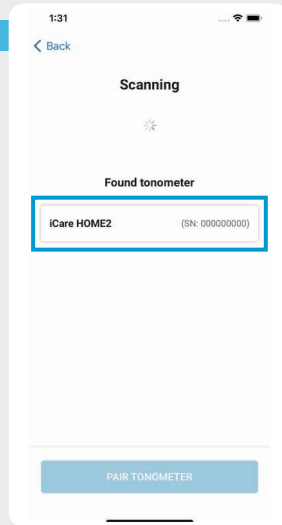 1:31
Back
Scanning
Found tonometer
iCare HOME2 (SN: 000000000)
PAIR TONOMETER